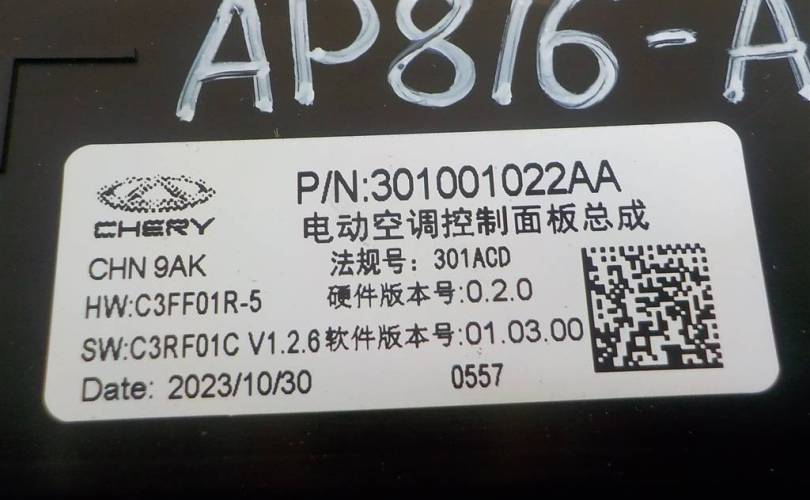 AP816-A
CHERY
P/N:301001022AA
电动空调控制面板总成
CHN 9AK
法规号：301ACD
HW:C3FF01R-5
硬件版本号:0.2.0
SW:C3RF01C V1.2.6
软件版本号:01.03.00
Date: 2023/10/30
0557